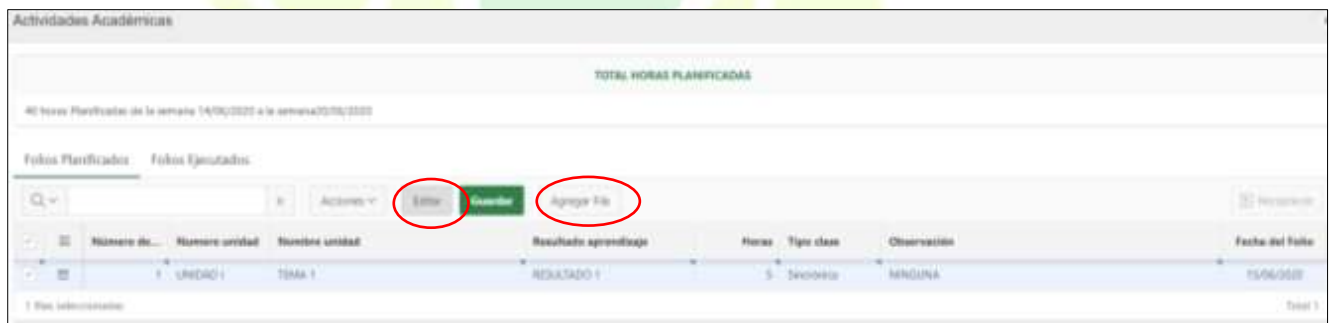 Actividades Académicas
TOTAL HORAS PLANIFICADAS
40 horas Planificadas de la semana 14/06/2020 a la semana20/06/2020
Folios Planificados Folios Ejecutados
Acciones Editar Guardar Agregar Fila
Número de... Numero unidad Nombre unidad Resultado aprendizaje Horas Tipo clase Observación Fecha del Folio
1 UNIDAD I TEMA 1 RESULTADO 1 5 Sincrónica NINGUNA 15/06/2020
1 filas seleccionadas Total 1